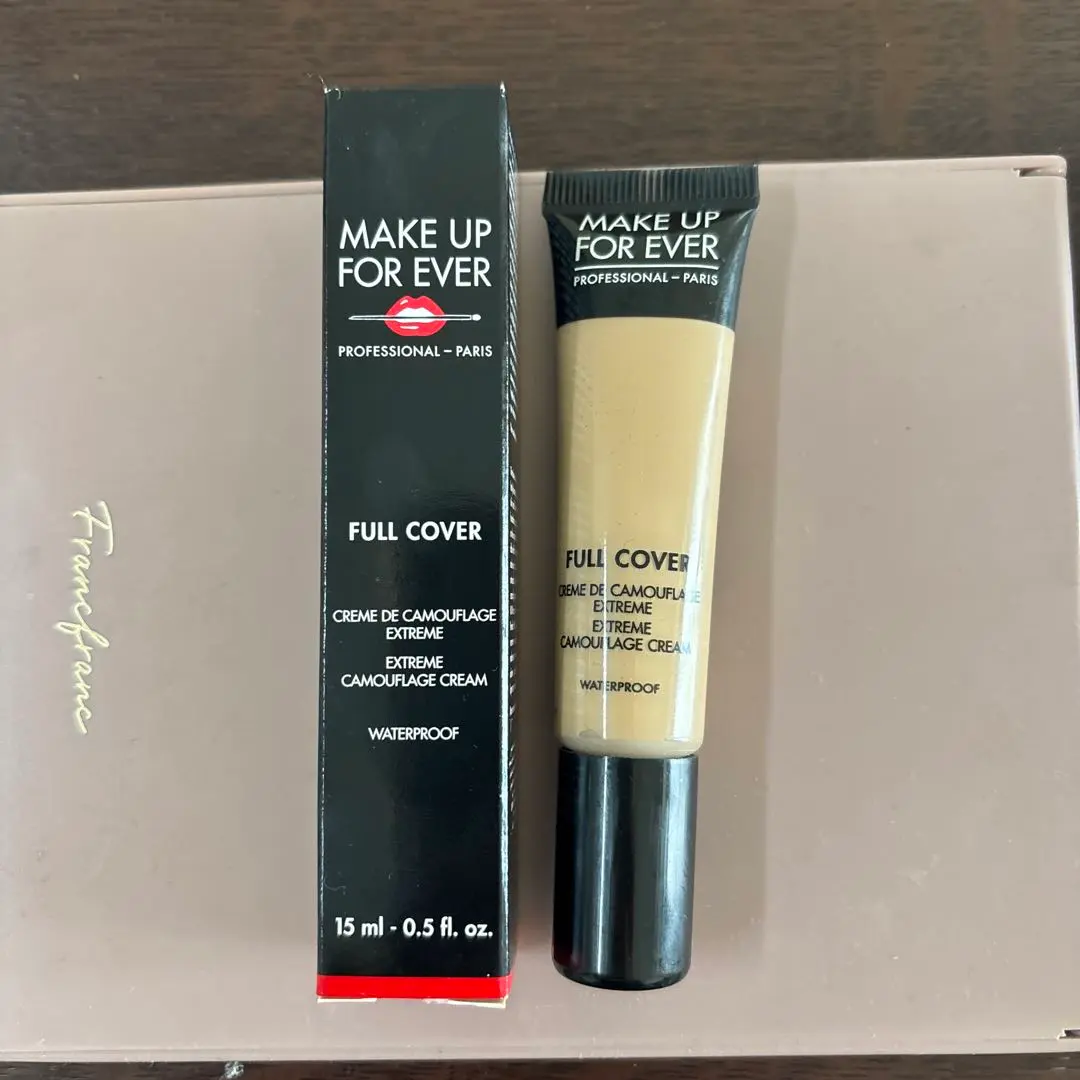 MAKE UP
FOR EVER
PROFESSIONAL – PARIS
FULL COVER
CREME DE CAMOUFLAGE
EXTREME
EXTREME
CAMOUFLAGE CREAM
WATERPROOF
15 ml - 0.5 fl. oz.
MAKE UP
FOR EVER
PROFESSIONAL – PARIS
FULL COVER
CREME DE CAMOUFLAGE
EXTREME
EXTREME
CAMOUFLAGE CREAM
WATERPROOF
Francfranc